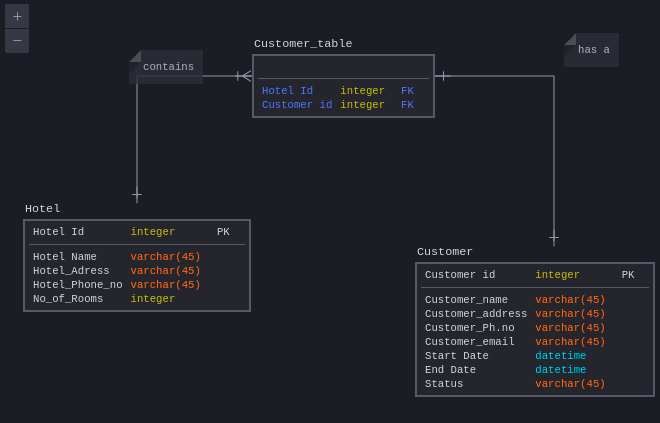 +
−
Customer_table
contains
has a
Hotel Id integer FK
Customer id integer FK
Hotel
Hotel Id integer PK
Hotel Name varchar(45)
Hotel_Adress varchar(45)
Hotel_Phone_no varchar(45)
No_of_Rooms integer
Customer
Customer id integer PK
Customer_name varchar(45)
Customer_address varchar(45)
Customer_Ph.no varchar(45)
Customer_email varchar(45)
Start Date datetime
End Date datetime
Status varchar(45)